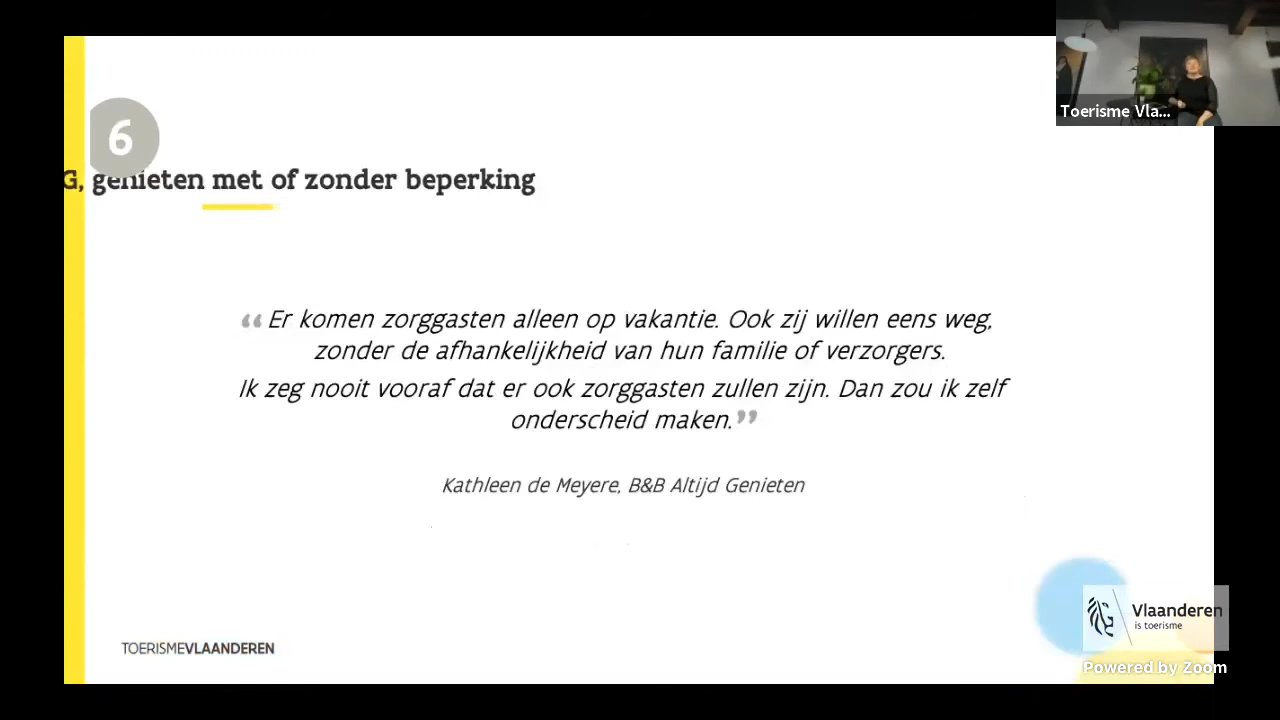 Toerisme Vla...
6
G, genieten met of zonder beperking
“Er komen zorggasten alleen op vakantie. Ook zij willen eens weg,
zonder de afhankelijkheid van hun familie of verzorgers.
Ik zeg nooit vooraf dat er ook zorggasten zullen zijn. Dan zou ik zelf
onderscheid maken.”
Kathleen de Meyere, B&B Altijd Genieten
TOERISMEVLAANDEREN
Vlaanderen
is toerisme
Powered by Zoom